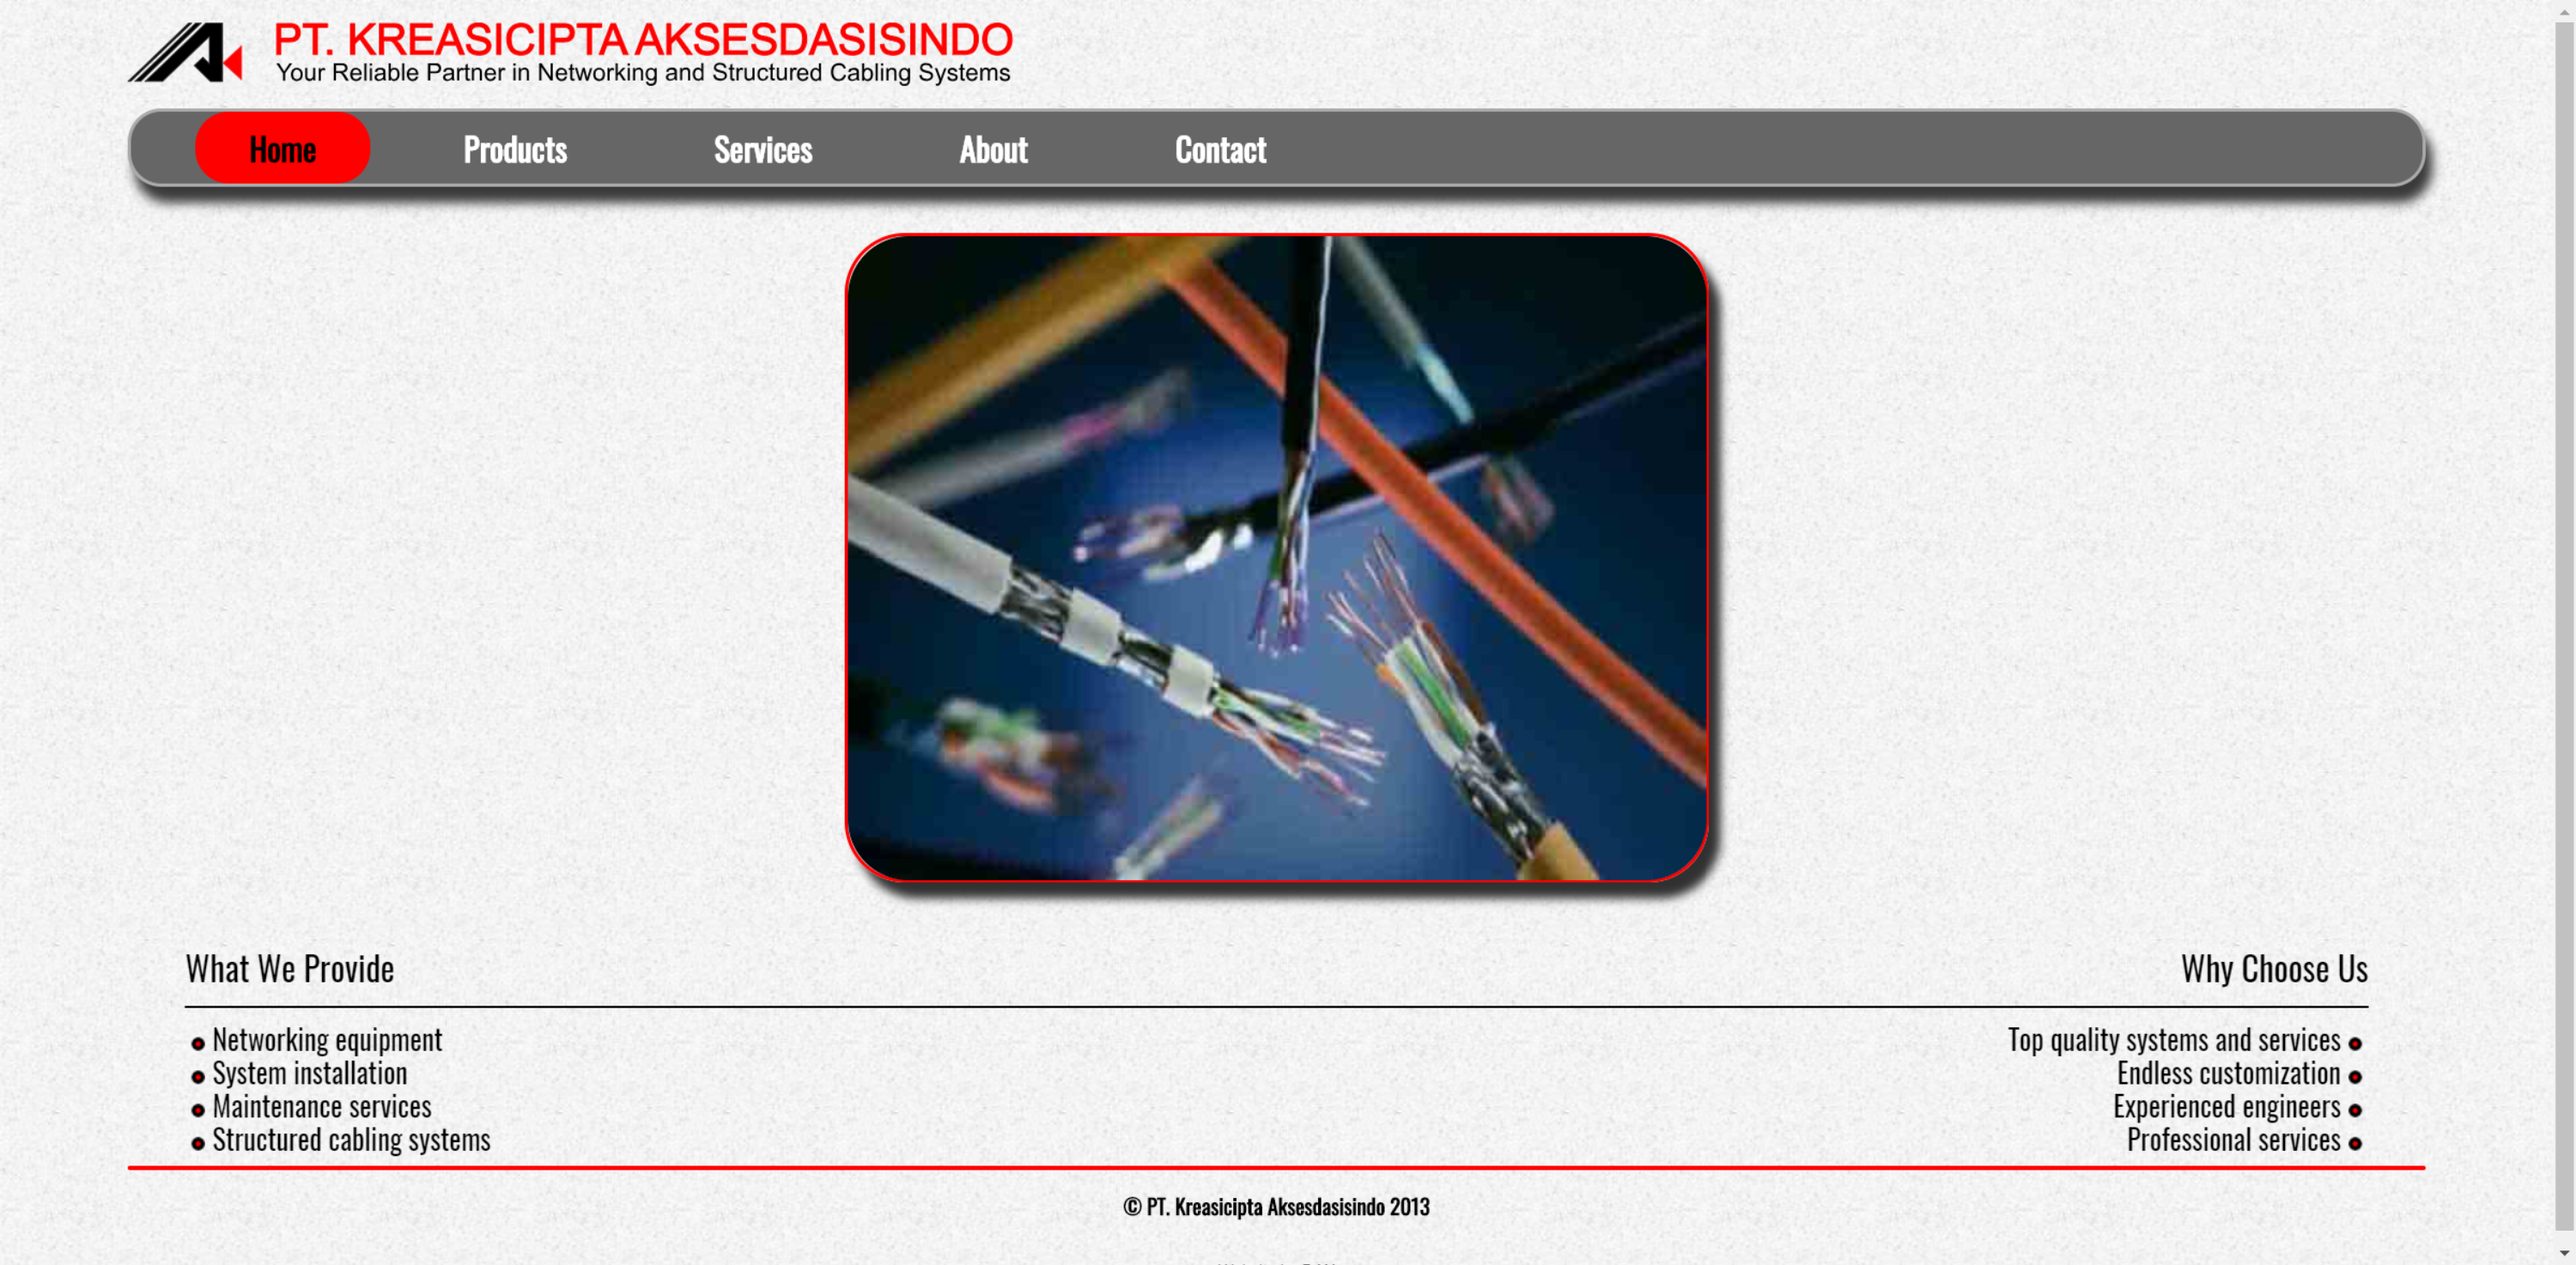 PT. KREASICIPTA AKSESDASISINDO
Your Reliable Partner in Networking and Structured Cabling Systems
Home Products Services About Contact
What We Provide
Why Choose Us
Networking equipment
System installation
Maintenance services
Structured cabling systems
Top quality systems and services
Endless customization
Experienced engineers
Professional services
© PT. Kreasicipta Aksesdasisindo 2013